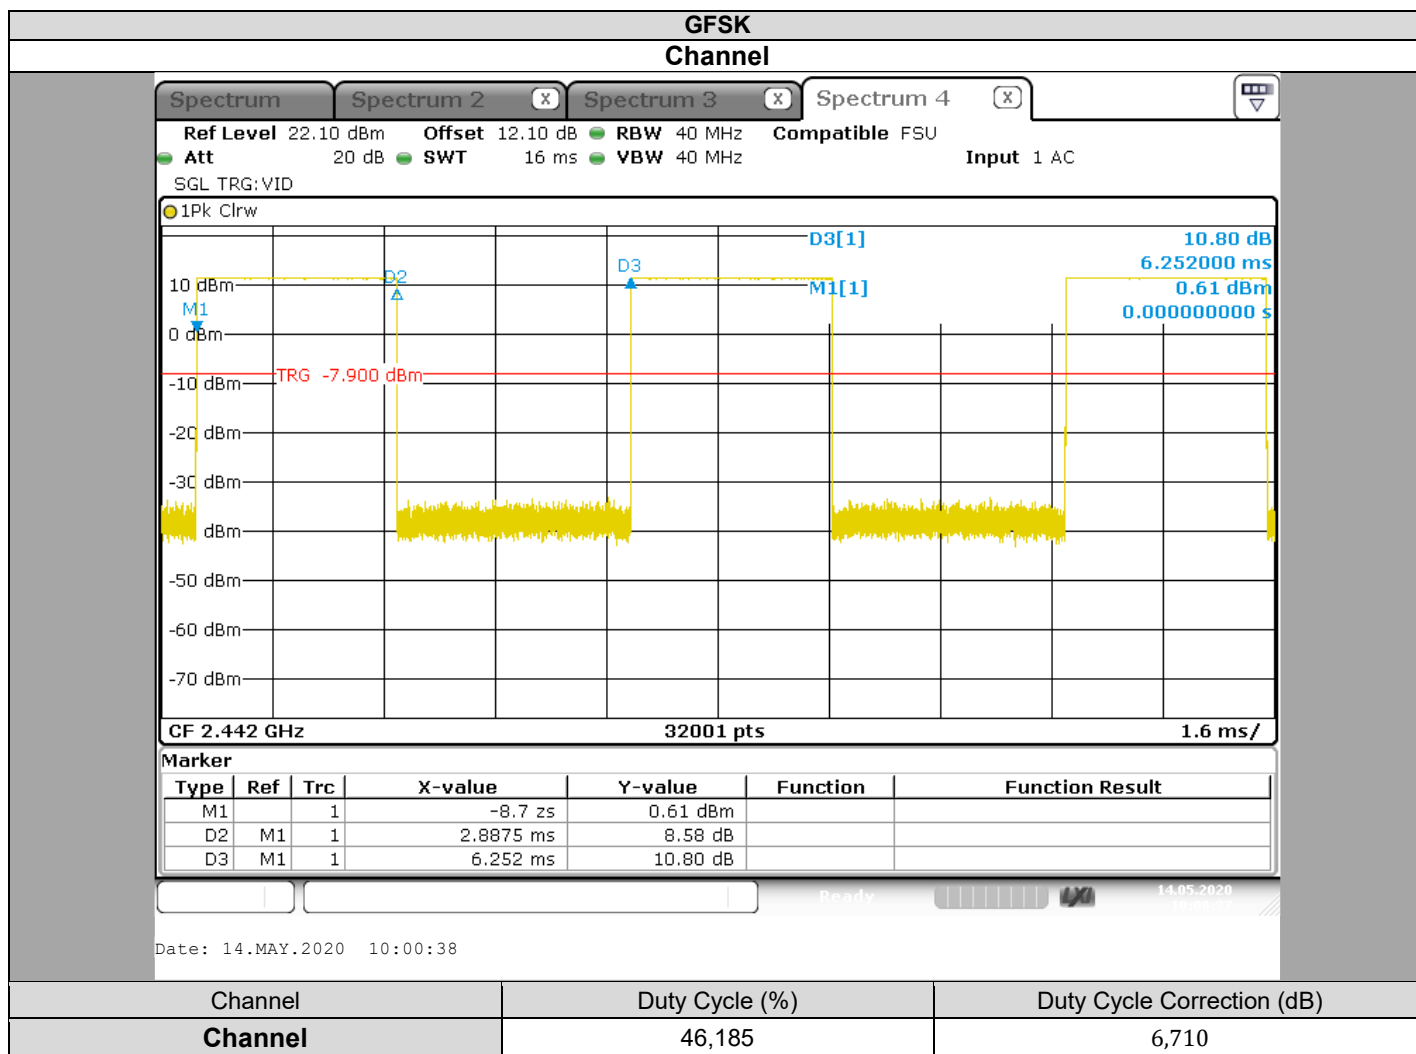 GFSK
Channel
Spectrum Spectrum 2 X Spectrum 3 X Spectrum 4 X
Ref Level 22.10 dBm Offset 12.10 dB RBW 40 MHz Compatible FSU
Att 20 dB SWT 16 ms VBW 40 MHz Input 1 AC
SGL TRG:VID
1Pk Clrw
D3[1] 10.80 dB
6.252000 ms
M1[1] 0.61 dBm
0.000000000 s
D2
D3
M1
10 dBm
0 dBm
TRG -7.900 dBm
-10 dBm
-20 dBm
-30 dBm
dBm
-50 dBm
-60 dBm
-70 dBm
CF 2.442 GHz 32001 pts 1.6 ms/
Marker
Type Ref Trc X-value Y-value Function Function Result
M1 1 -8.7 zs 0.61 dBm
D2 M1 1 2.8875 ms 8.58 dB
D3 M1 1 6.252 ms 10.80 dB
Ready LXI 14.05.2020
Date: 14.MAY.2020 10:00:38
Channel Duty Cycle (%) Duty Cycle Correction (dB)
Channel 46,185 6,710